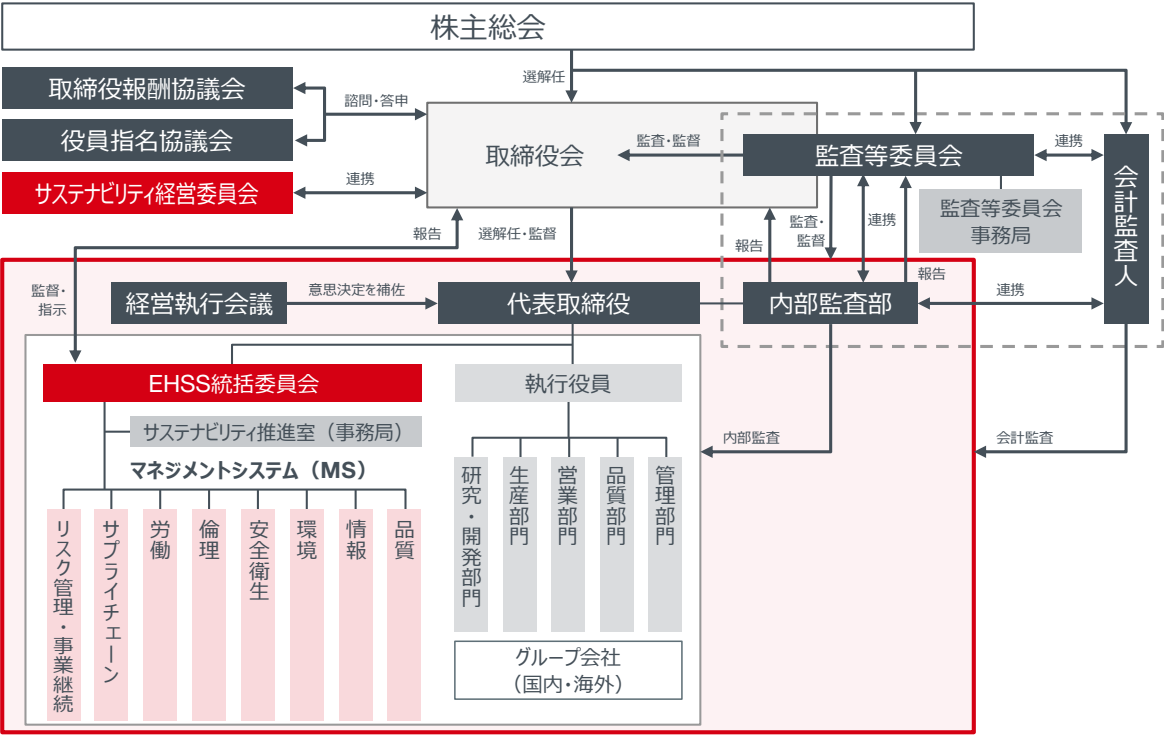 株主総会
選解任
取締役報酬協議会
諮問・答申
役員指名協議会
取締役会
監査・監督
監査等委員会
連携
会計監査人
サステナビリティ経営委員会
連携
監査等委員会
事務局
報告
選解任・監督
報告
監査・
監督
連携
報告
監督・
指示
経営執行会議
意思決定を補佐
代表取締役
内部監査部
連携
EHSS統括委員会
執行役員
サステナビリティ推進室（事務局）
内部監査
会計監査
マネジメントシステム（MS）
リスク管理・事業継続
サプライチェーン
労働
倫理
安全衛生
環境
情報
品質
研究・開発部門
生産部門
営業部門
品質部門
管理部門
グループ会社
（国内・海外）